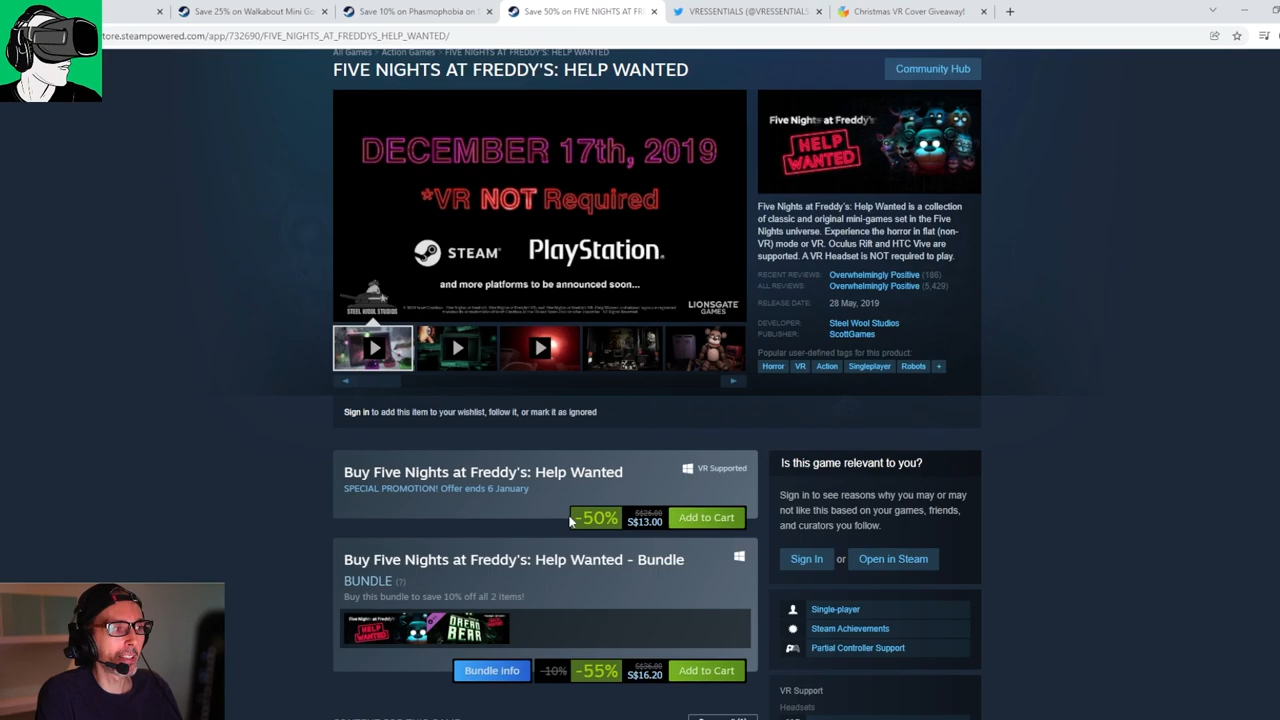 Save 25% on Walkabout Mini Go
Save 10% on Phasmophobia on S
Save 50% on FIVE NIGHTS AT FR
VRESSENTIALS (@VRESSENTIALS
Christmas VR Cover Giveaway!
tore.steampowered.com/app/732690/FIVE_NIGHTS_AT_FREDDYS_HELP_WANTED/
All Games > Action Games > FIVE NIGHTS AT FREDDY'S: HELP WANTED
FIVE NIGHTS AT FREDDY'S: HELP WANTED
Community Hub
DECEMBER 17th, 2019
*VR NOT Required
STEAM®
PlayStation.
and more platforms to be announced soon...
STEEL WOOL STUDIOS
LIONSGATE
GAMES
Five Nights at Freddy's
HELP
WANTED
Five Nights at Freddy's: Help Wanted is a collection
of classic and original mini-games set in the Five
Nights universe. Experience the horror in flat (non-
VR) mode or VR. Oculus Rift and HTC Vive are
supported. A VR Headset is NOT required to play.
RECENT REVIEWS: Overwhelmingly Positive (186)
ALL REVIEWS: Overwhelmingly Positive (5,429)
RELEASE DATE: 28 May, 2019
DEVELOPER: Steel Wool Studios
PUBLISHER: ScottGames
Popular user-defined tags for this product:
Horror VR Action Singleplayer Robots +
Sign in to add this item to your wishlist, follow it, or mark it as ignored
Buy Five Nights at Freddy's: Help Wanted
VR Supported
SPECIAL PROMOTION! Offer ends 6 January
-50% S$26.00 S$13.00 Add to Cart
Buy Five Nights at Freddy's: Help Wanted - Bundle
BUNDLE (?)
Buy this bundle to save 10% off all 2 items!
Five Nights at Freddy's
HELP
WANTED
DREAD
BEAR
Bundle info -10% -55% S$36.00 S$16.20 Add to Cart
Is this game relevant to you?
Sign in to see reasons why you may or may
not like this based on your games, friends,
and curators you follow.
Sign In or Open in Steam
Single-player
Steam Achievements
Partial Controller Support
VR Support
Headsets